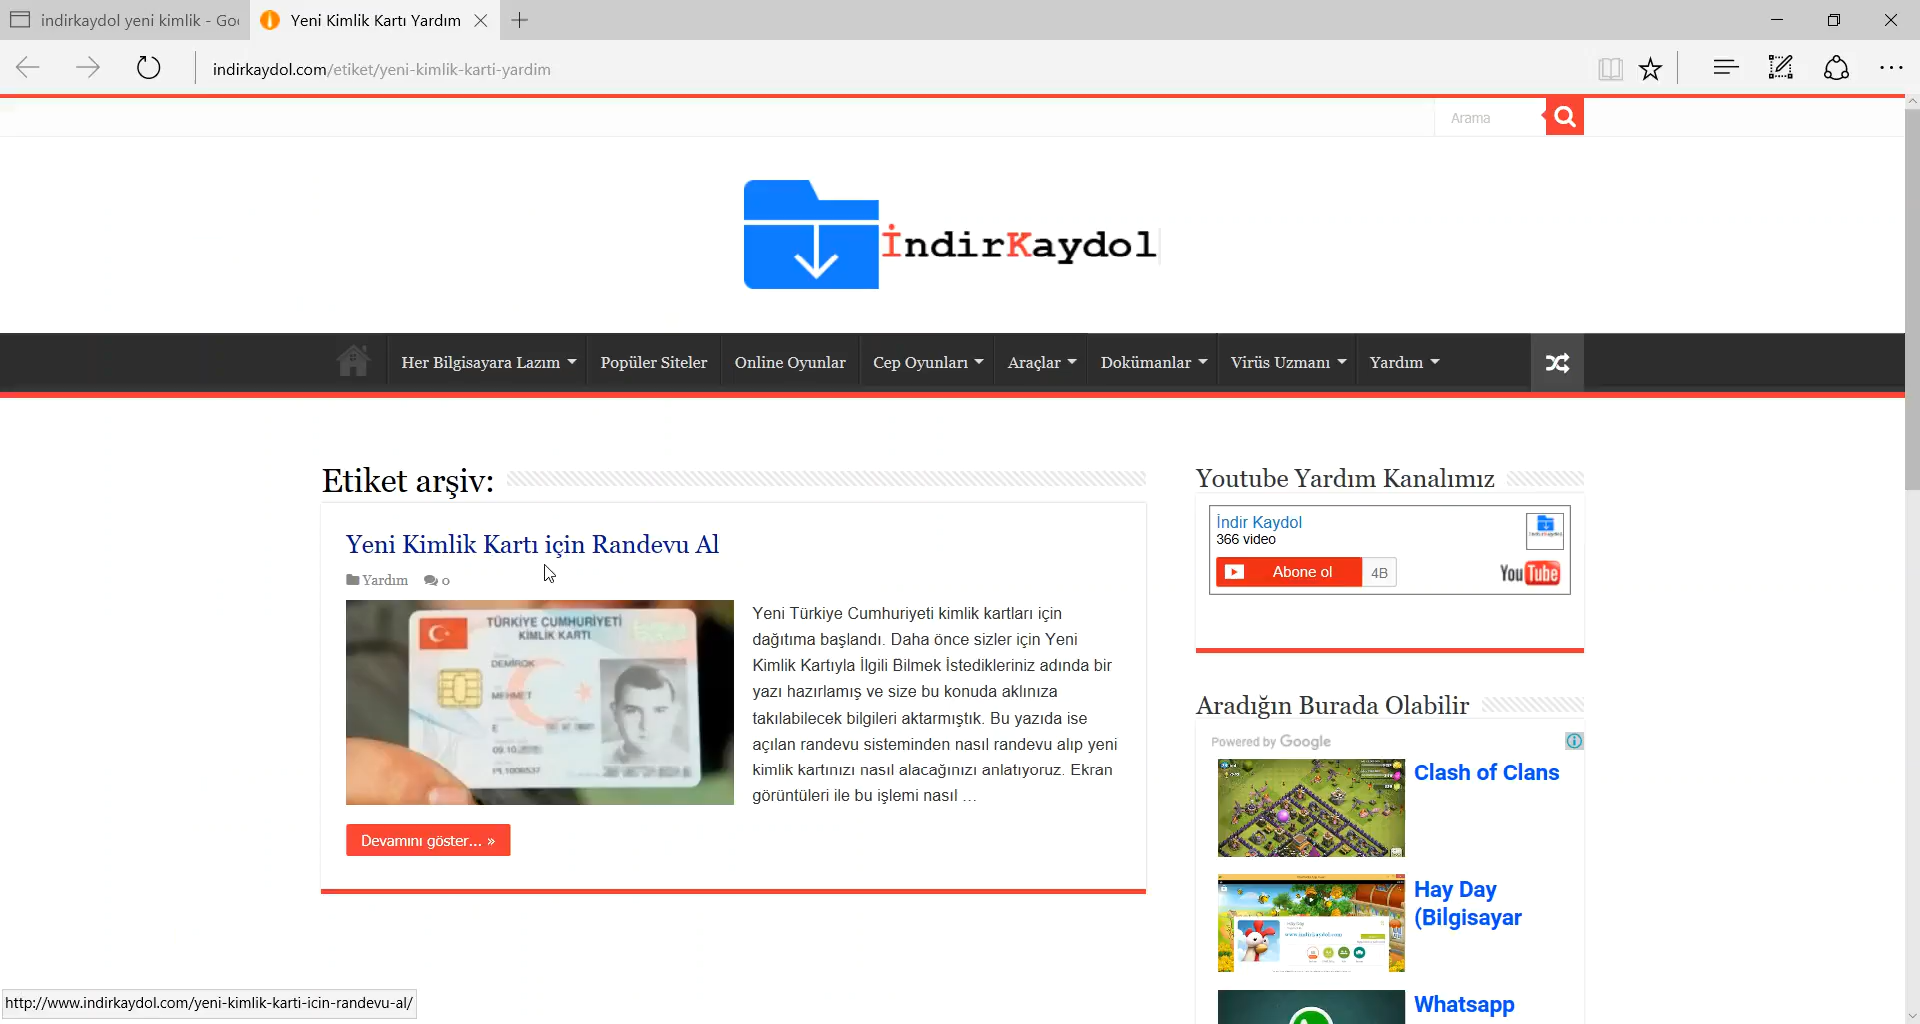 indirkaydol yeni kimlik - Goo
Yeni Kimlik Kartı Yardım
indirkaydol.com/etiket/yeni-kimlik-karti-yardim
Arama
İndirKaydol
Her Bilgisayara Lazım
Popüler Siteler
Online Oyunlar
Cep Oyunları
Araçlar
Dokümanlar
Virüs Uzmanı
Yardım
Etiket arşiv:
Yeni Kimlik Kartı için Randevu Al
Yardım
0
TÜRKİYE CUMHURİYETİ
KİMLİK KARTI
DEMİROK
MEHMET
E
09.10.
Yeni Türkiye Cumhuriyeti kimlik kartları için
dağıtıma başlandı. Daha önce sizler için Yeni
Kimlik Kartıyla İlgili Bilmek İstedikleriniz adında bir
yazı hazırlamış ve size bu konuda aklınıza
takılabilecek bilgileri aktarmıştık. Bu yazıda ise
açılan randevu sisteminden nasıl randevu alıp yeni
kimlik kartınızı nasıl alacağınızı anlatıyoruz. Ekran
görüntüleri ile bu işlemi nasıl …
Devamını göster... »
Youtube Yardım Kanalımız
İndir Kaydol
366 video
Abone ol
4B
YouTube
Aradığın Burada Olabilir
Powered by Google
Clash of Clans
Hay Day
(Bilgisayar
Whatsapp
http://www.indirkaydol.com/yeni-kimlik-karti-icin-randevu-al/